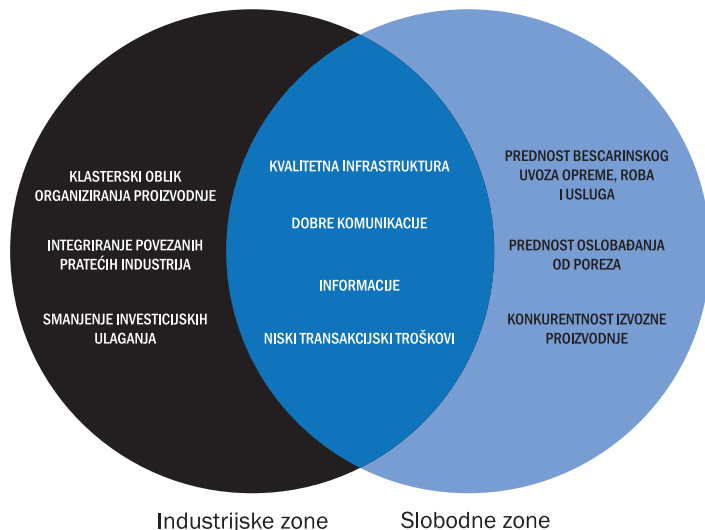 KLASTERSKI OBLIK
ORGANIZIRANJA PROIZVODNJE
INTEGRIRANJE POVEZANIH
PRATEĆIH INDUSTRIJA
SMANJENJE INVESTICIJSKIH
ULAGANJA
KVALITETNA INFRASTRUKTURA
DOBRE KOMUNIKACIJE
INFORMACIJE
NISKI TRANSAKCIJSKI TROŠKOVI
PREDNOST BESCARINSKOG
UVOZA OPREME, ROBA
I USLUGA
PREDNOST OSLOBAĐANJA
OD POREZA
KONKURENTNOST IZVOZNE
PROIZVODNJE
Industrijske zone
Slobodne zone